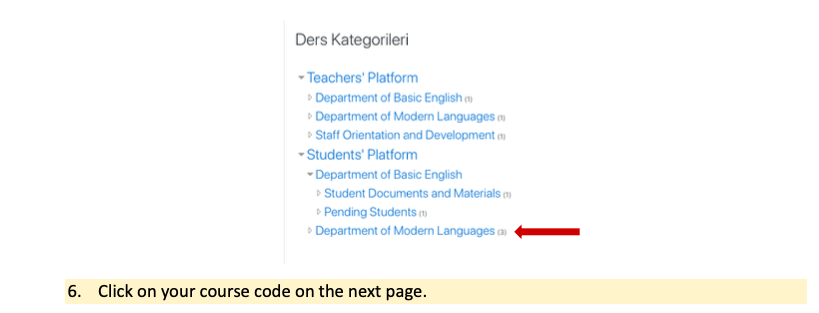 Ders Kategorileri
Teachers' Platform
Department of Basic English (1)
Department of Modern Languages (1)
Staff Orientation and Development (1)
Students' Platform
Department of Basic English
Student Documents and Materials (1)
Pending Students (1)
Department of Modern Languages (3)
6. Click on your course code on the next page.